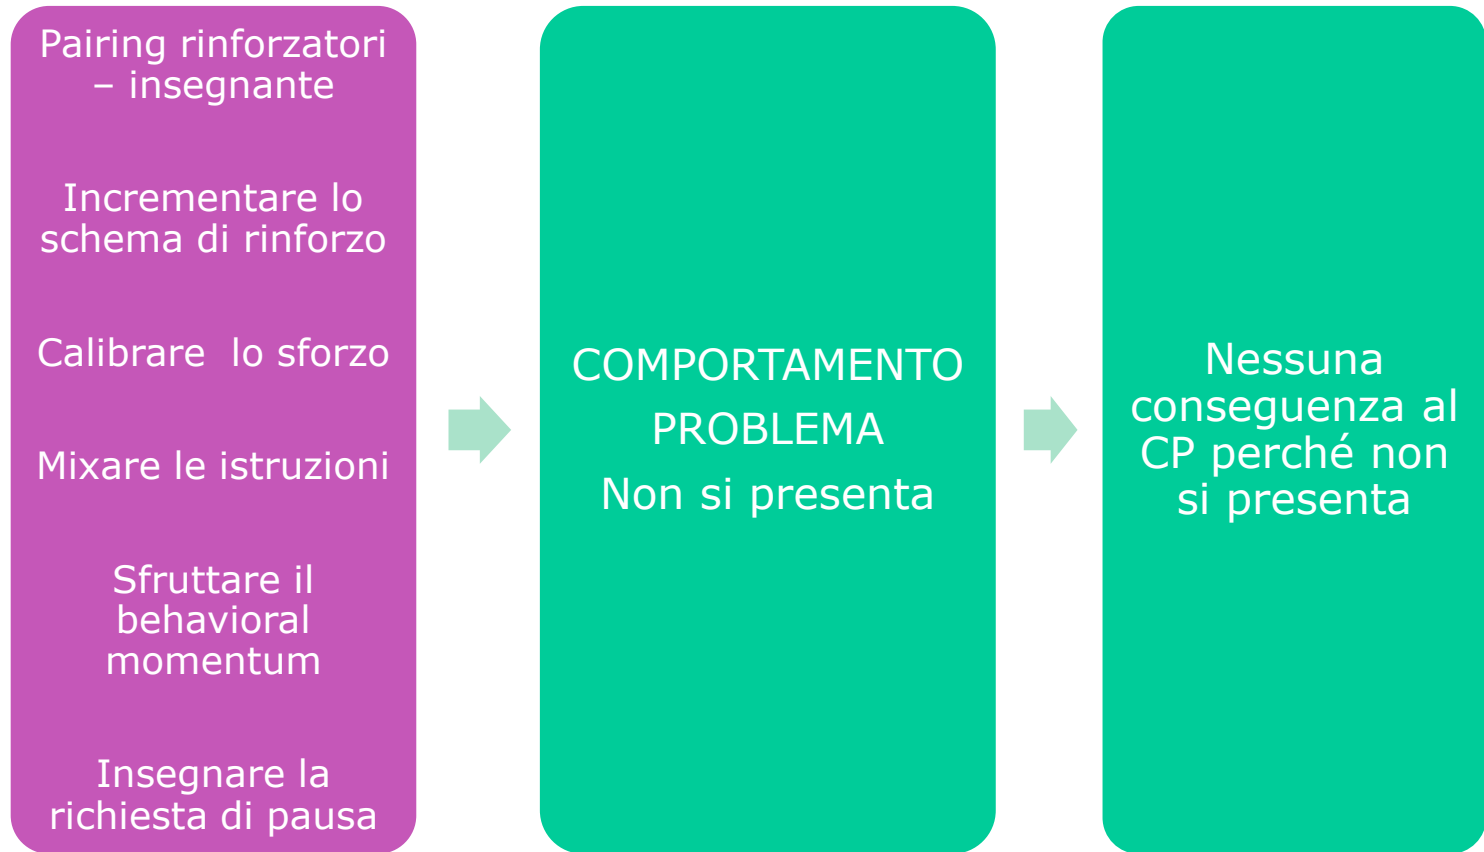 Pairing rinforzatori
– insegnante
Incrementare lo
schema di rinforzo
Calibrare  lo sforzo
Mixare le istruzioni
Sfruttare il
behavioral
momentum
Insegnare la
richiesta di pausa
COMPORTAMENTO
PROBLEMA
Non si presenta
Nessuna
conseguenza al
CP perché non
si presenta